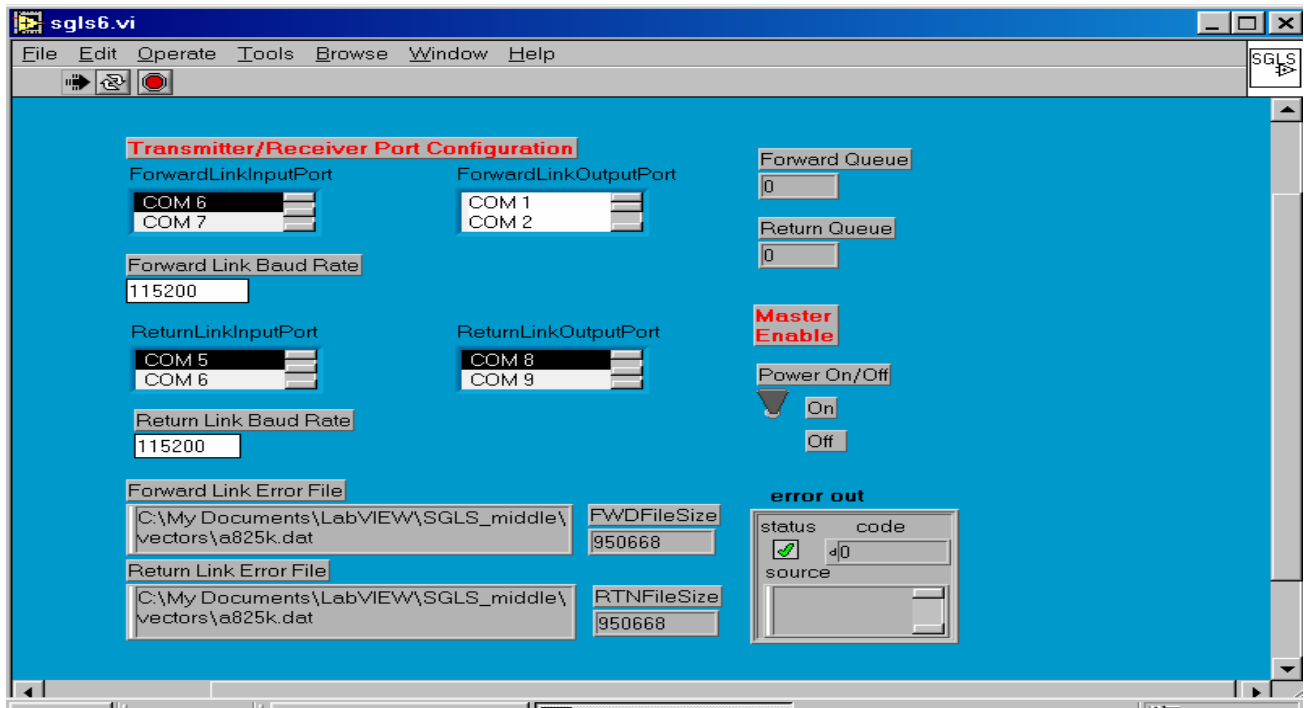 sgls6.vi
File Edit Operate Tools Browse Window Help
SGLS
Transmitter/Receiver Port Configuration
ForwardLinkInputPort
COM 6
COM 7
ForwardLinkOutputPort
COM 1
COM 2
Forward Queue
0
Return Queue
0
Forward Link Baud Rate
115200
ReturnLinkInputPort
COM 5
COM 6
ReturnLinkOutputPort
COM 8
COM 9
Master
Enable
Power On/Off
On
Off
Return Link Baud Rate
115200
Forward Link Error File
C:\My Documents\LabVIEW\SGLS_middle\
vectors\a825k.dat
FWDFileSize
950668
Return Link Error File
C:\My Documents\LabVIEW\SGLS_middle\
vectors\a825k.dat
RTNFileSize
950668
error out
status code
d0
source